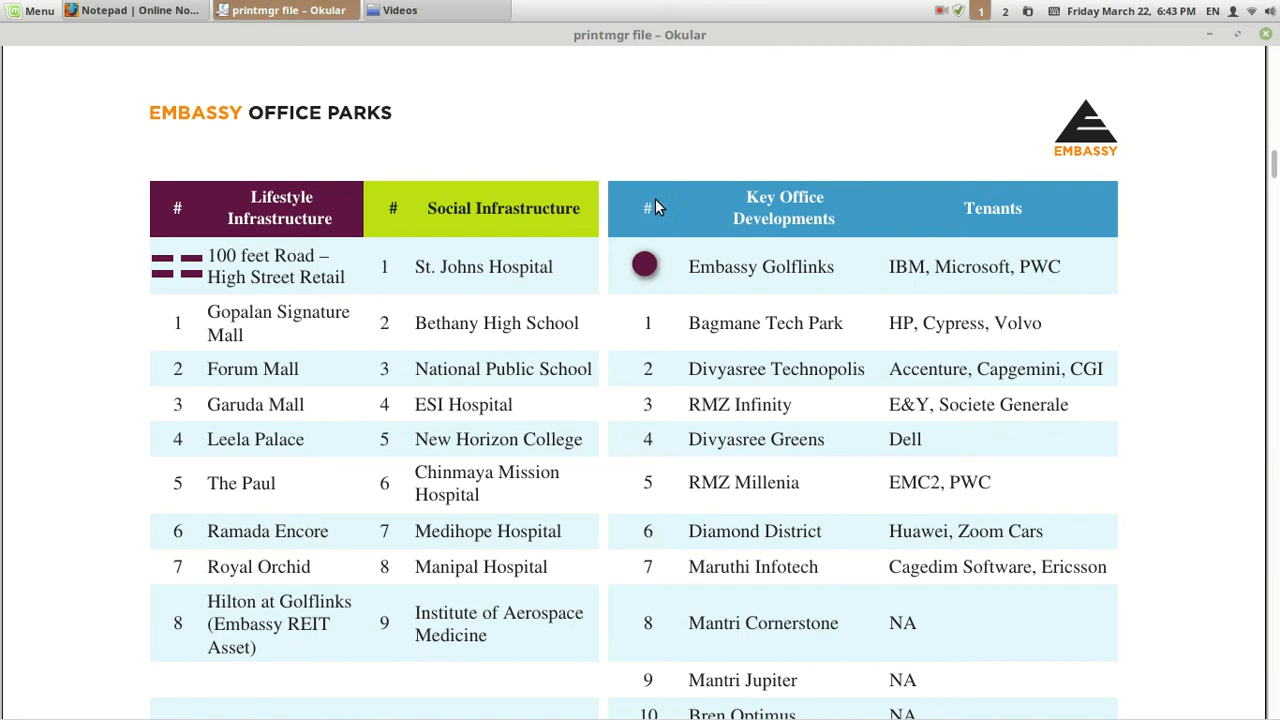 Menu Notepad | Online No... printmgr file – Okular Videos 1 2 Friday March 22, 6:43 PM EN
printmgr file – Okular
EMBASSY OFFICE PARKS
EMBASSY
# Lifestyle Infrastructure # Social Infrastructure # Key Office Developments Tenants
100 feet Road – High Street Retail 1 St. Johns Hospital Embassy Golflinks IBM, Microsoft, PWC
1 Gopalan Signature Mall 2 Bethany High School 1 Bagmane Tech Park HP, Cypress, Volvo
2 Forum Mall 3 National Public School 2 Divyasree Technopolis Accenture, Capgemini, CGI
3 Garuda Mall 4 ESI Hospital 3 RMZ Infinity E&Y, Societe Generale
4 Leela Palace 5 New Horizon College 4 Divyasree Greens Dell
5 The Paul 6 Chinmaya Mission Hospital 5 RMZ Millenia EMC2, PWC
6 Ramada Encore 7 Medihope Hospital 6 Diamond District Huawei, Zoom Cars
7 Royal Orchid 8 Manipal Hospital 7 Maruthi Infotech Cagedim Software, Ericsson
8 Hilton at Golflinks (Embassy REIT Asset) 9 Institute of Aerospace Medicine 8 Mantri Cornerstone NA
9 Mantri Jupiter NA
10 Bren Optimus NA